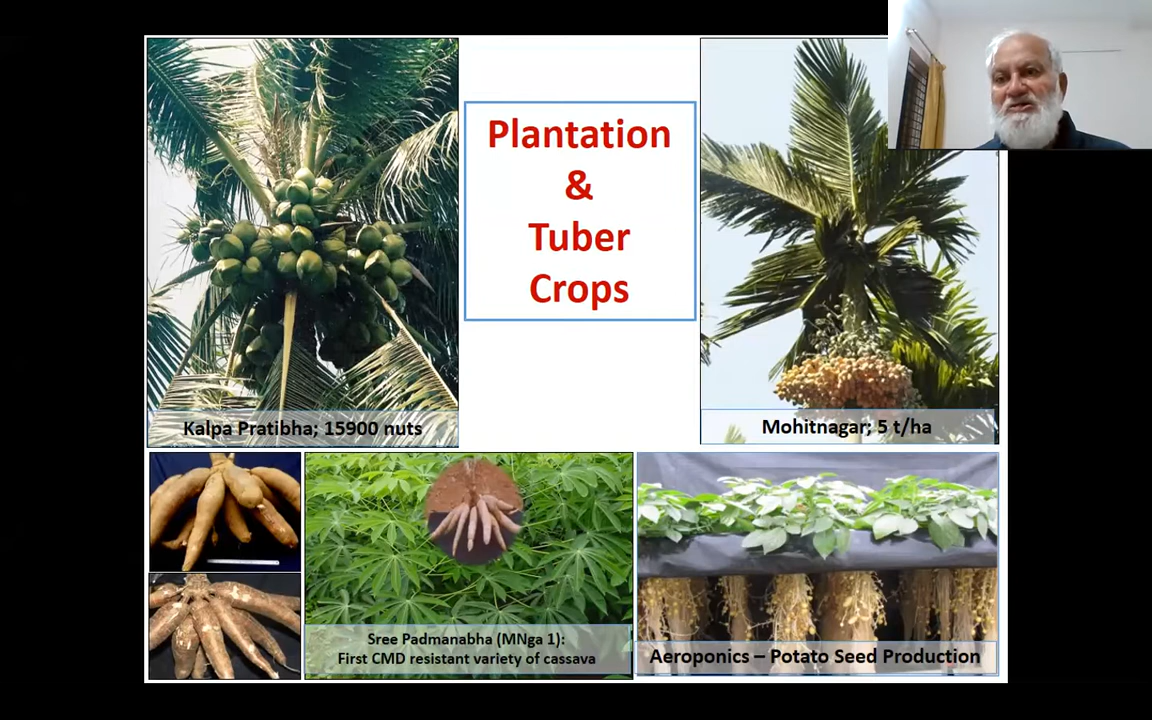 Plantation
&
Tuber
Crops
Kalpa Pratibha; 15900 nuts
Mohitnagar; 5 t/ha
Sree Padmanabha (MNga 1):
First CMD resistant variety of cassava
Aeroponics – Potato Seed Production